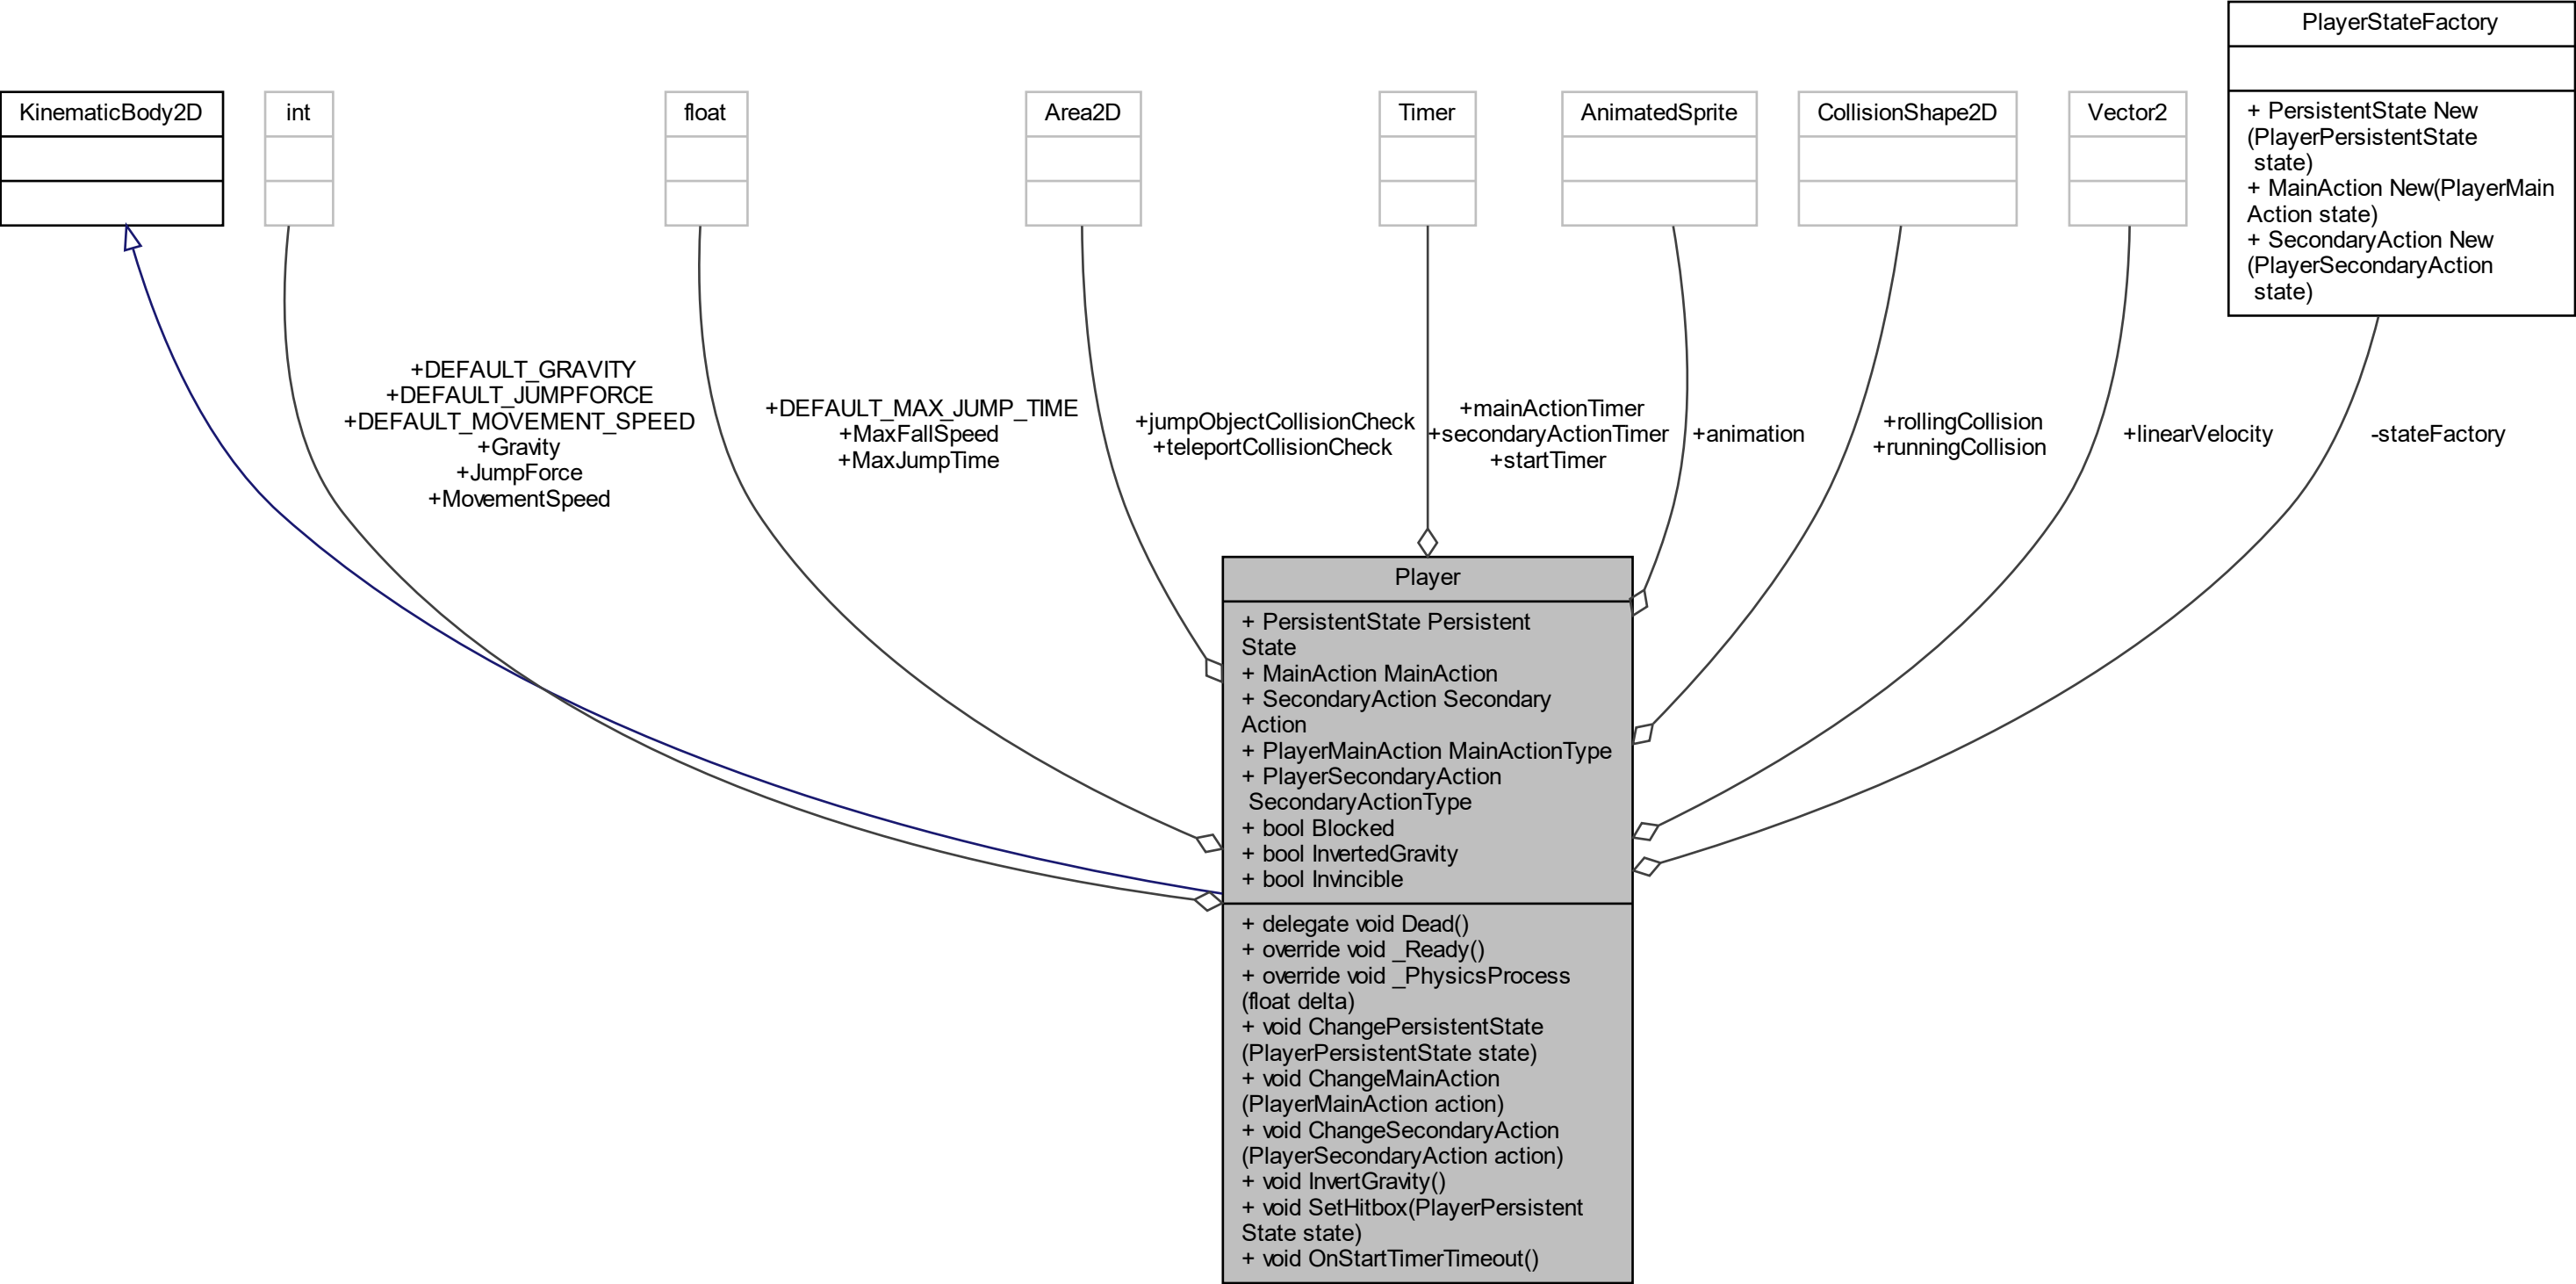 PlayerStateFactory
+ PersistentState New
(PlayerPersistentState
state)
+ MainAction New(PlayerMain
Action state)
+ SecondaryAction New
(PlayerSecondaryAction
state)
KinematicBody2D
int
float
Area2D
Timer
AnimatedSprite
CollisionShape2D
Vector2
+DEFAULT_GRAVITY
+DEFAULT_JUMPFORCE
+DEFAULT_MOVEMENT_SPEED
+Gravity
+JumpForce
+MovementSpeed
+DEFAULT_MAX_JUMP_TIME
+MaxFallSpeed
+MaxJumpTime
+jumpObjectCollisionCheck
+teleportCollisionCheck
+mainActionTimer
+secondaryActionTimer
+startTimer
+animation
+rollingCollision
+runningCollision
+linearVelocity
-stateFactory
Player
+ PersistentState Persistent
State
+ MainAction MainAction
+ SecondaryAction Secondary
Action
+ PlayerMainAction MainActionType
+ PlayerSecondaryAction
SecondaryActionType
+ bool Blocked
+ bool InvertedGravity
+ bool Invincible
+ delegate void Dead()
+ override void _Ready()
+ override void _PhysicsProcess
(float delta)
+ void ChangePersistentState
(PlayerPersistentState state)
+ void ChangeMainAction
(PlayerMainAction action)
+ void ChangeSecondaryAction
(PlayerSecondaryAction action)
+ void InvertGravity()
+ void SetHitbox(PlayerPersistent
State state)
+ void OnStartTimerTimeout()